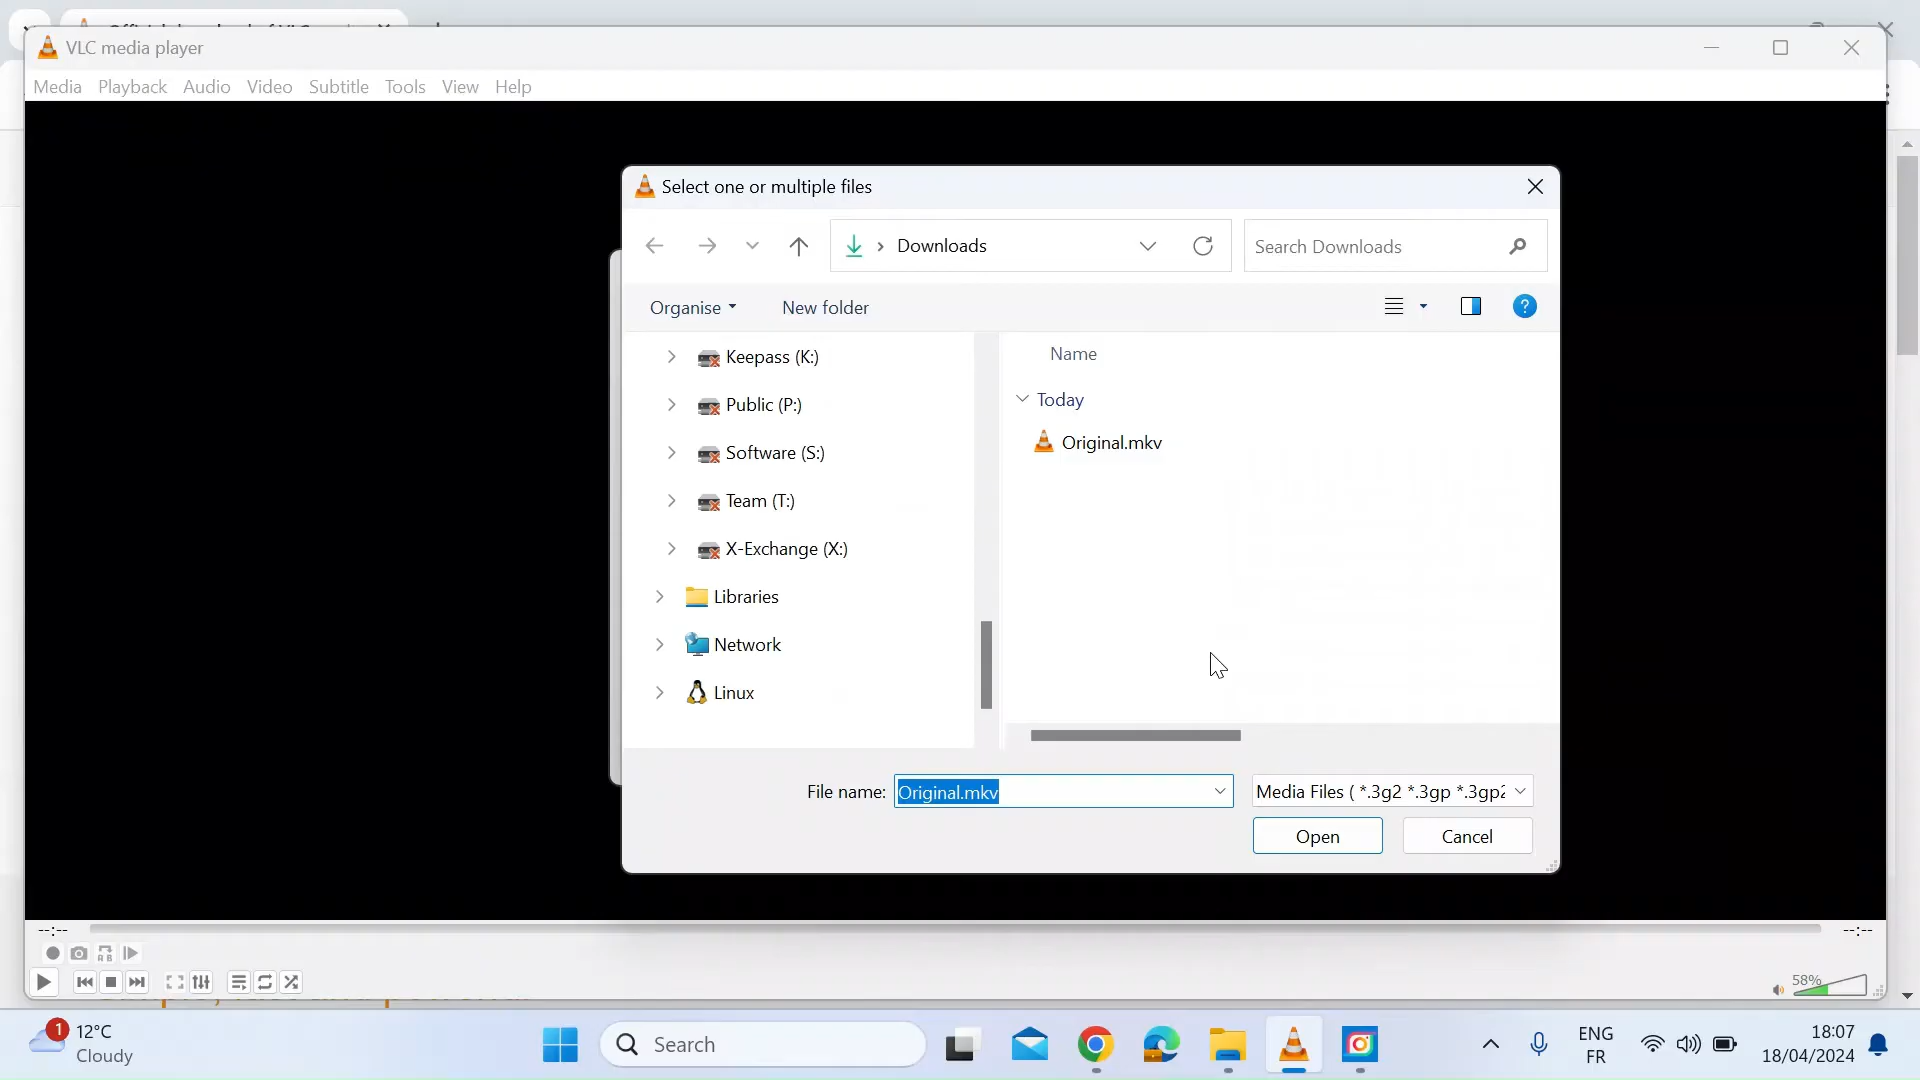 VLC media player
Media Playback Audio Video Subtitle Tools View Help
Select one or multiple files
Downloads
Search Downloads
Organise
New folder
Keepass (K:)
Public (P:)
Software (S:)
Team (T:)
X-Exchange (X:)
Libraries
Network
Linux
Name
Today
Original.mkv
File name: Original.mkv
Media Files ( *.3g2 *.3gp *.3gp2
Open
Cancel
--:--
--:--
58%
1
12°C
Cloudy
Search
ENG
FR
18:07
18/04/2024